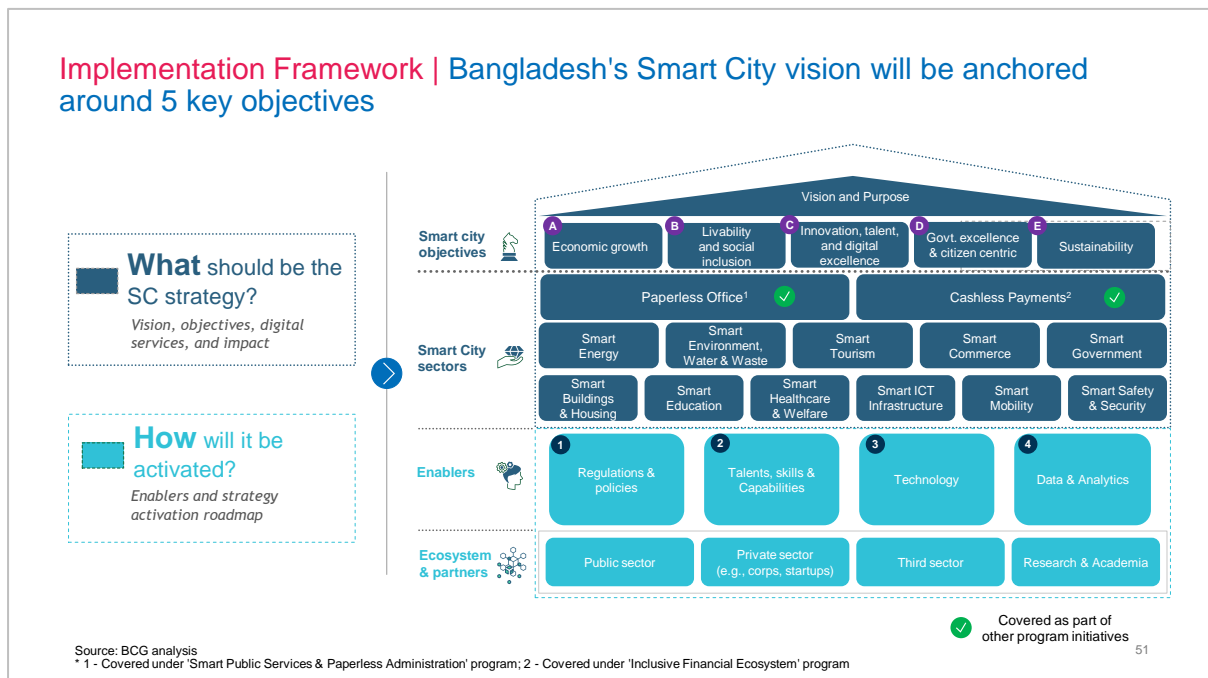 Implementation Framework | Bangladesh's Smart City vision will be anchored
around 5 key objectives
What should be the
SC strategy?
Vision, objectives, digital
services, and impact
How will it be
activated?
Enablers and strategy
activation roadmap
Vision and Purpose
Smart city
objectives
A
Economic growth
B
Livability
and social
inclusion
C
Innovation, talent,
and digital
excellence
D
Govt. excellence
& citizen centric
E
Sustainability
Smart City
sectors
Paperless Office¹
Cashless Payments²
Smart
Energy
Smart
Environment,
Water & Waste
Smart
Tourism
Smart
Commerce
Smart
Government
Smart
Buildings
& Housing
Smart
Education
Smart
Healthcare
& Welfare
Smart ICT
Infrastructure
Smart
Mobility
Smart Safety
& Security
Enablers
1
Regulations &
policies
2
Talents, skills &
Capabilities
3
Technology
4
Data & Analytics
Ecosystem
& partners
Public sector
Private sector
(e.g., corps, startups)
Third sector
Research & Academia
Covered as part of
other program initiatives
Source: BCG analysis
* 1 - Covered under 'Smart Public Services & Paperless Administration' program; 2 - Covered under 'Inclusive Financial Ecosystem' program
51